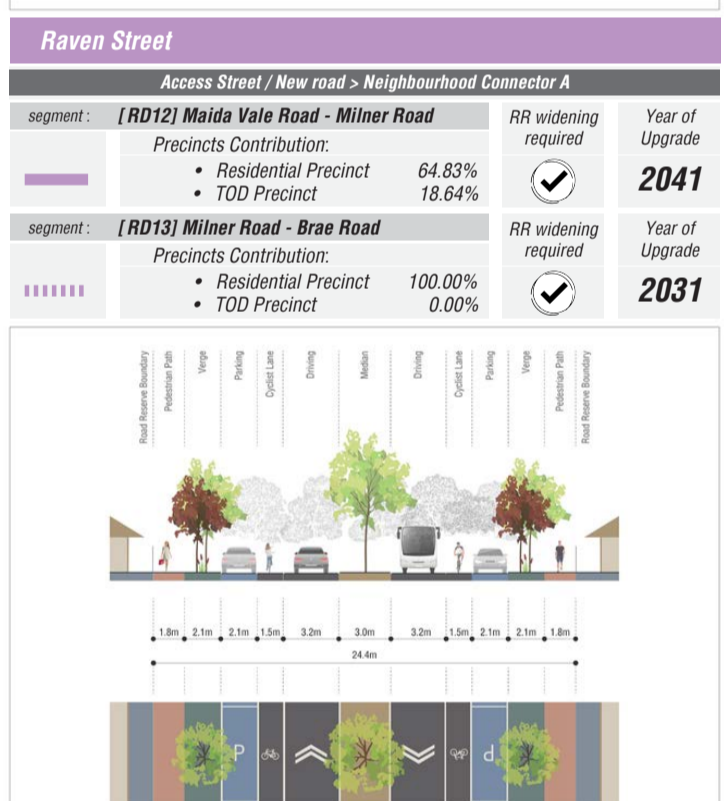 Raven Street
Access Street / New road > Neighbourhood Connector A
segment : [RD12] Maida Vale Road - Milner Road
RR widening required
Year of Upgrade
Precincts Contribution:
• Residential Precinct 64.83%
• TOD Precinct 18.64%
2041
segment : [RD13] Milner Road - Brae Road
RR widening required
Year of Upgrade
Precincts Contribution:
• Residential Precinct 100.00%
• TOD Precinct 0.00%
2031
Road Reserve Boundary
Pedestrian Path
Verge
Parking
Cyclist Lane
Driving
Median
Driving
Cyclist Lane
Parking
Verge
Pedestrian Path
Road Reserve Boundary
1.8m 2.1m 2.1m 1.5m 3.2m 3.0m 3.2m 1.5m 2.1m 2.1m 1.8m
24.4m
P
P